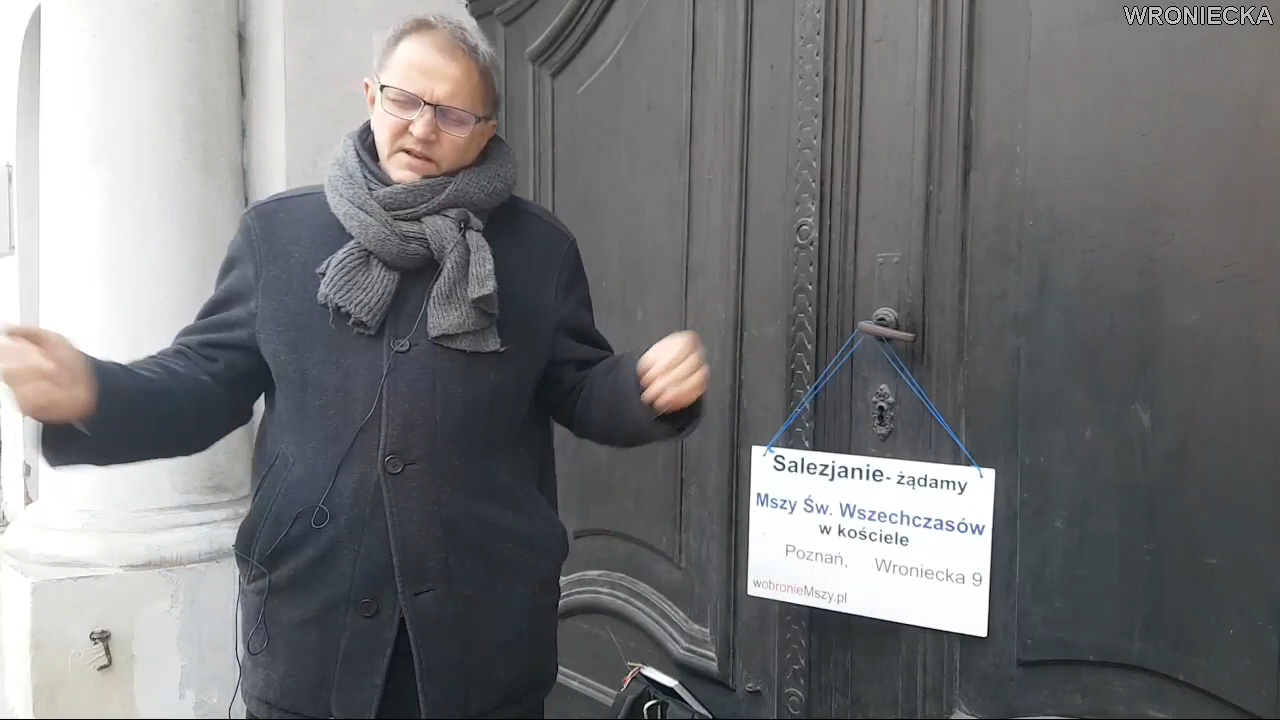 WRONIECKA
Salezjanie- żądamy
Mszy Św. Wszechczasów
w kościele
Poznań, Wroniecka 9
wobronieMszy.pl